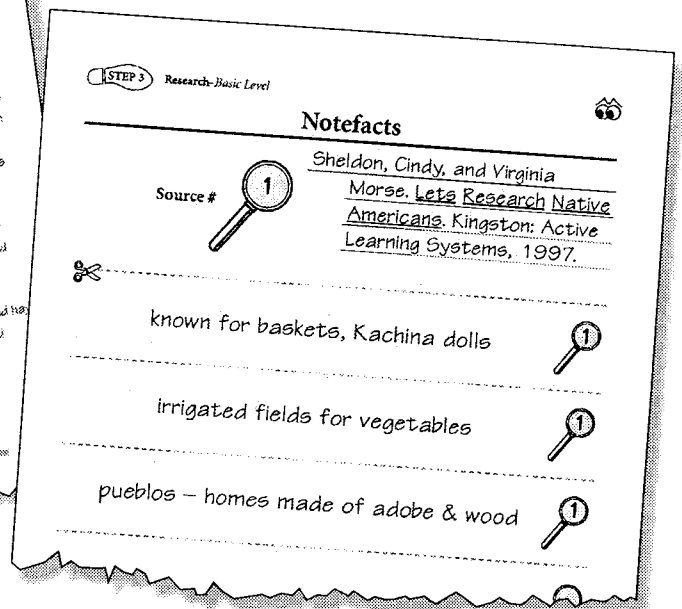 STEP 3 Research-Basic Level
Notefacts
Source # 1
Sheldon, Cindy, and Virginia
Morse. Lets Research Native
Americans. Kingston: Active
Learning Systems, 1997.
known for baskets, Kachina dolls 1
irrigated fields for vegetables 1
pueblos – homes made of adobe & wood 1